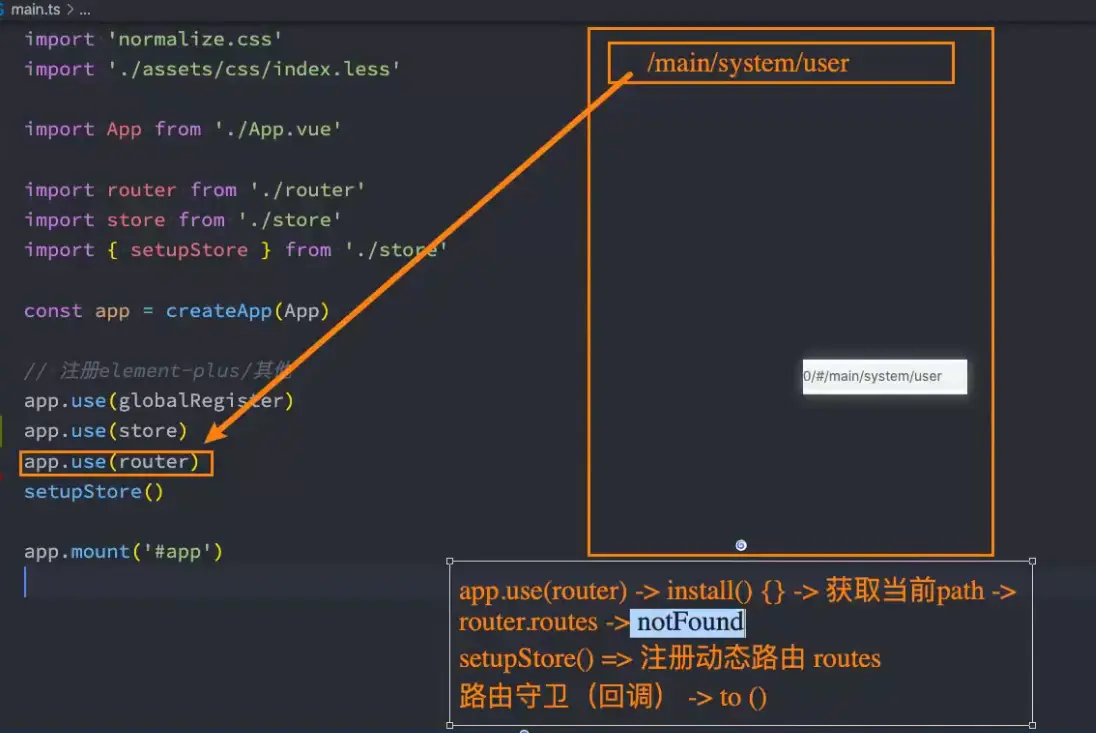 main.ts > ...
import 'normalize.css'
import './assets/css/index.less'
/main/system/user
import App from './App.vue'
import router from './router'
import store from './store'
import { setupStore } from './store'
const app = createApp(App)
// 注册element-plus/其他
0/#/main/system/user
app.use(globalRegister)
app.use(store)
app.use(router)
setupStore()
app.mount('#app')
app.use(router) -> install() {} -> 获取当前path ->
router.routes -> notFound
setupStore() => 注册动态路由 routes
路由守卫（回调） -> to ()